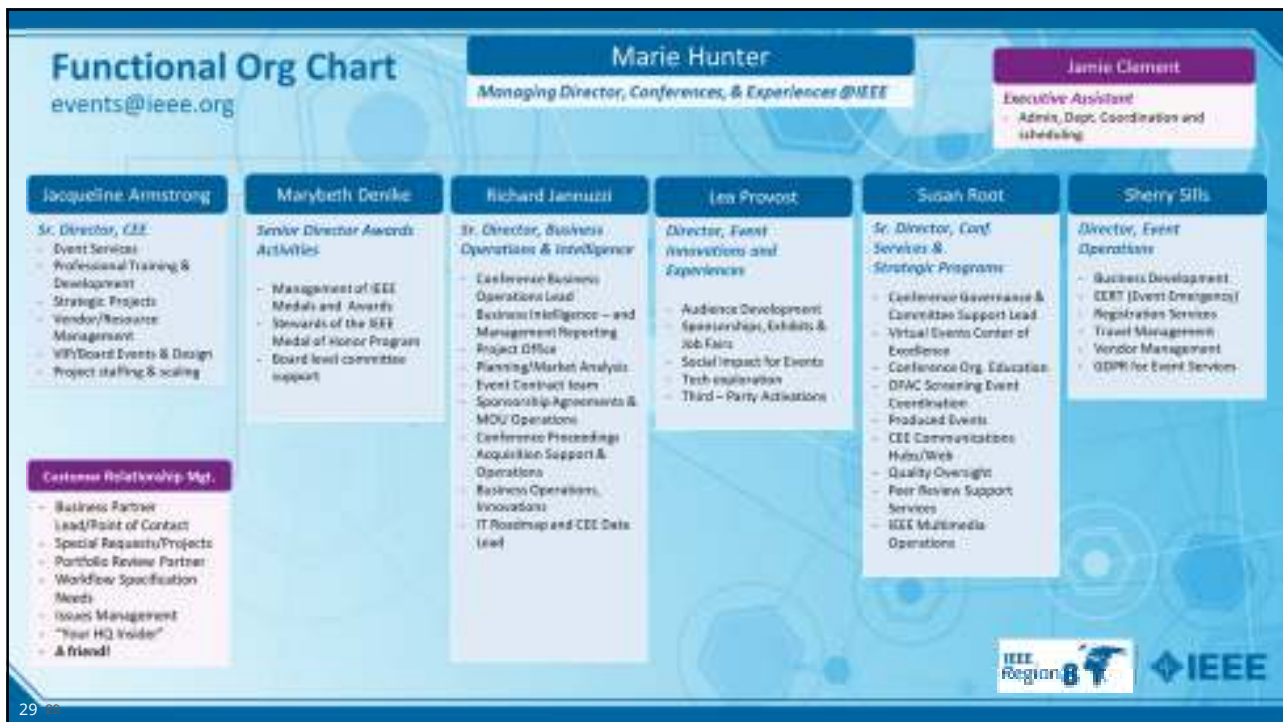 Functional Org Chart
events@ieee.org
Marie Hunter
Managing Director, Conferences, & Experiences @IEEE
Jamie Clement
Executive Assistant
- Admin, Dept. Coordination and
scheduling
Jacqueline Armstrong
Sr. Director, CEE
- Event Services
- Professional Training &
Development
- Strategic Projects
- Vendor/Resource
Management
- VIP/Board Events & Design
- Project staffing & scaling
Customer Relationship Mgt.
- Business Partner
Lead/Point of Contact
- Special Requests/Projects
- Portfolio Review Partner
- Workflow Specification
Needs
- Issues Management
- "Your HQ Insider"
- A friend!
Marybeth Denike
Senior Director Awards
Activities
- Management of IEEE
Medals and Awards
- Stewards of the IEEE
Medal of Honor Program
- Board level committee
support
Richard Jannuzzi
Sr. Director, Business
Operations & Intelligence
- Conference Business
Operations Lead
- Business Intelligence – and
Management Reporting
- Project Office
- Planning/Market Analysis
- Event Contract team
- Sponsorship Agreements &
MOU Operations
- Conference Proceedings
Acquisition Support &
Operations
- Business Operations,
Innovations
- IT Roadmap and CEE Data
Lead
Lea Provost
Director, Event
Innovations and
Experiences
- Audience Development
- Sponsorships, Exhibits &
Job Fairs
- Social Impact for Events
- Tech exploration
- Third – Party Activations
Susan Root
Sr. Director, Conf.
Services &
Strategic Programs
- Conference Governance &
Committee Support Lead
- Virtual Events Center of
Excellence
- Conference Org. Education
- OFAC Screening Event
Coordination
- Produced Events
- CEE Communications
Hubs/Web
- Quality Oversight
- Peer Review Support
Services
- IEEE Multimedia
Operations
Sherry Sills
Director, Event
Operations
- Business Development
- EERT (Event Emergency)
- Registration Services
- Travel Management
- Vendor Management
- GDPR for Event Services
IEEE
Region 8
IEEE
29